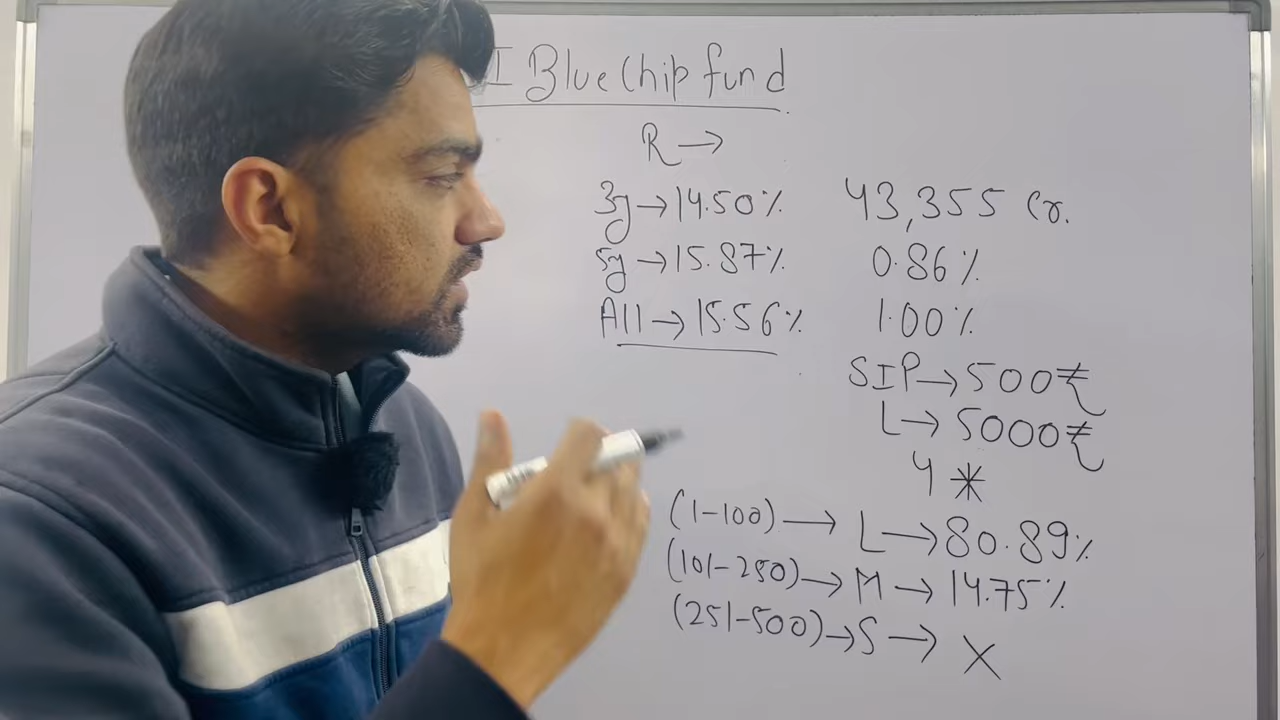 I Blue Chip fund
R →
3y → 14.50%
5y → 15.87%
All → 15.56%
43,355 Cr.
0.86%
1.00%
SIP → 500₹
L → 5000₹
4 *
(1-100) → L → 80.89%
(101-250) → M → 14.75%
(251-500) → S → X